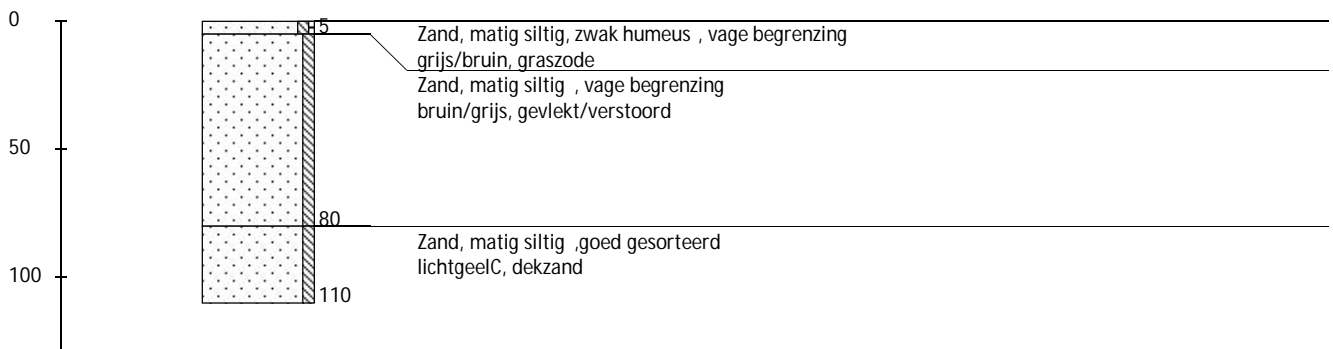 0
5
Zand, matig siltig, zwak humeus , vage begrenzing
grijs/bruin, graszode
Zand, matig siltig , vage begrenzing
bruin/grijs, gevlekt/verstoord
50
80
Zand, matig siltig ,goed gesorteerd
lichtgeelC, dekzand
100
110